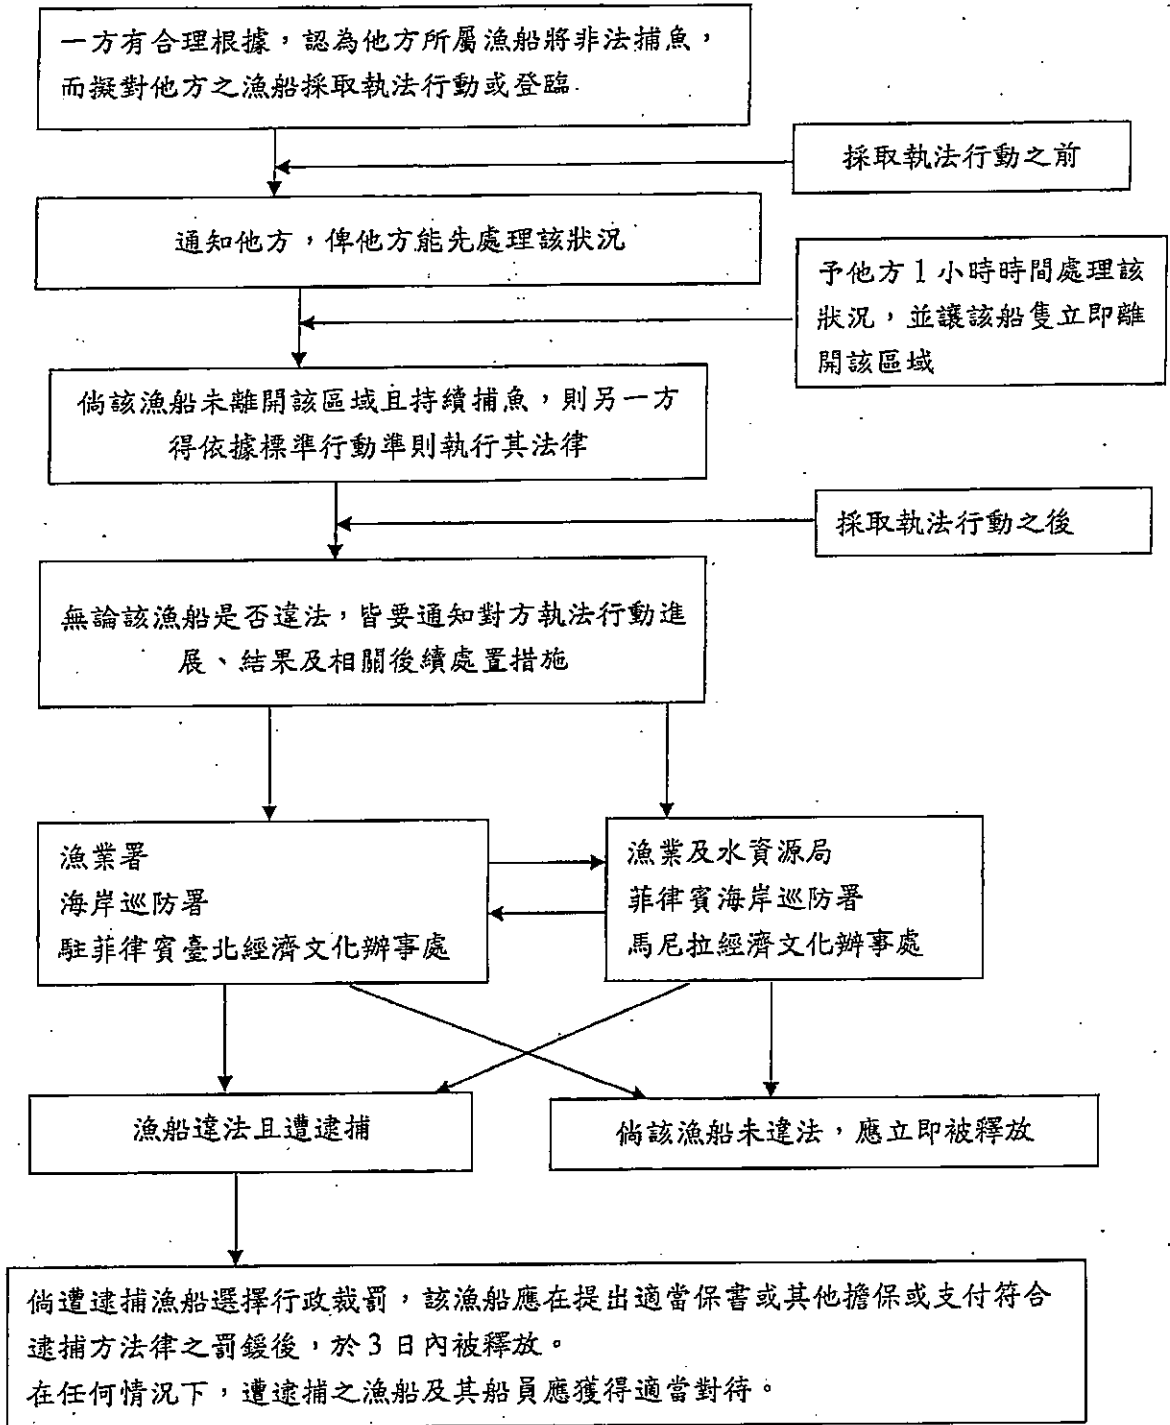 一方有合理根據，認為他方所屬漁船將非法捕魚，
而擬對他方之漁船採取執法行動或登臨.
採取執法行動之前
通知他方，俾他方能先處理該狀況
予他方1小時時間處理該
狀況，並讓該船隻立即離
開該區域
倘該漁船未離開該區域且持續捕魚，則另一方
得依據標準行動準則執行其法律
採取執法行動之後
無論該漁船是否違法，皆要通知對方執法行動進
展、結果及相關後續處置措施
漁業署
海岸巡防署
駐菲律賓臺北經濟文化辦事處
漁業及水資源局
菲律賓海岸巡防署
馬尼拉經濟文化辦事處
漁船違法且遭逮捕
倘該漁船未違法，應立即被釋放
倘遭逮捕漁船選擇行政裁罰，該漁船應在提出適當保書或其他擔保或支付符合
逮捕方法律之罰鍰後，於3日內被釋放。
在任何情況下，遭逮捕之漁船及其船員應獲得適當對待。